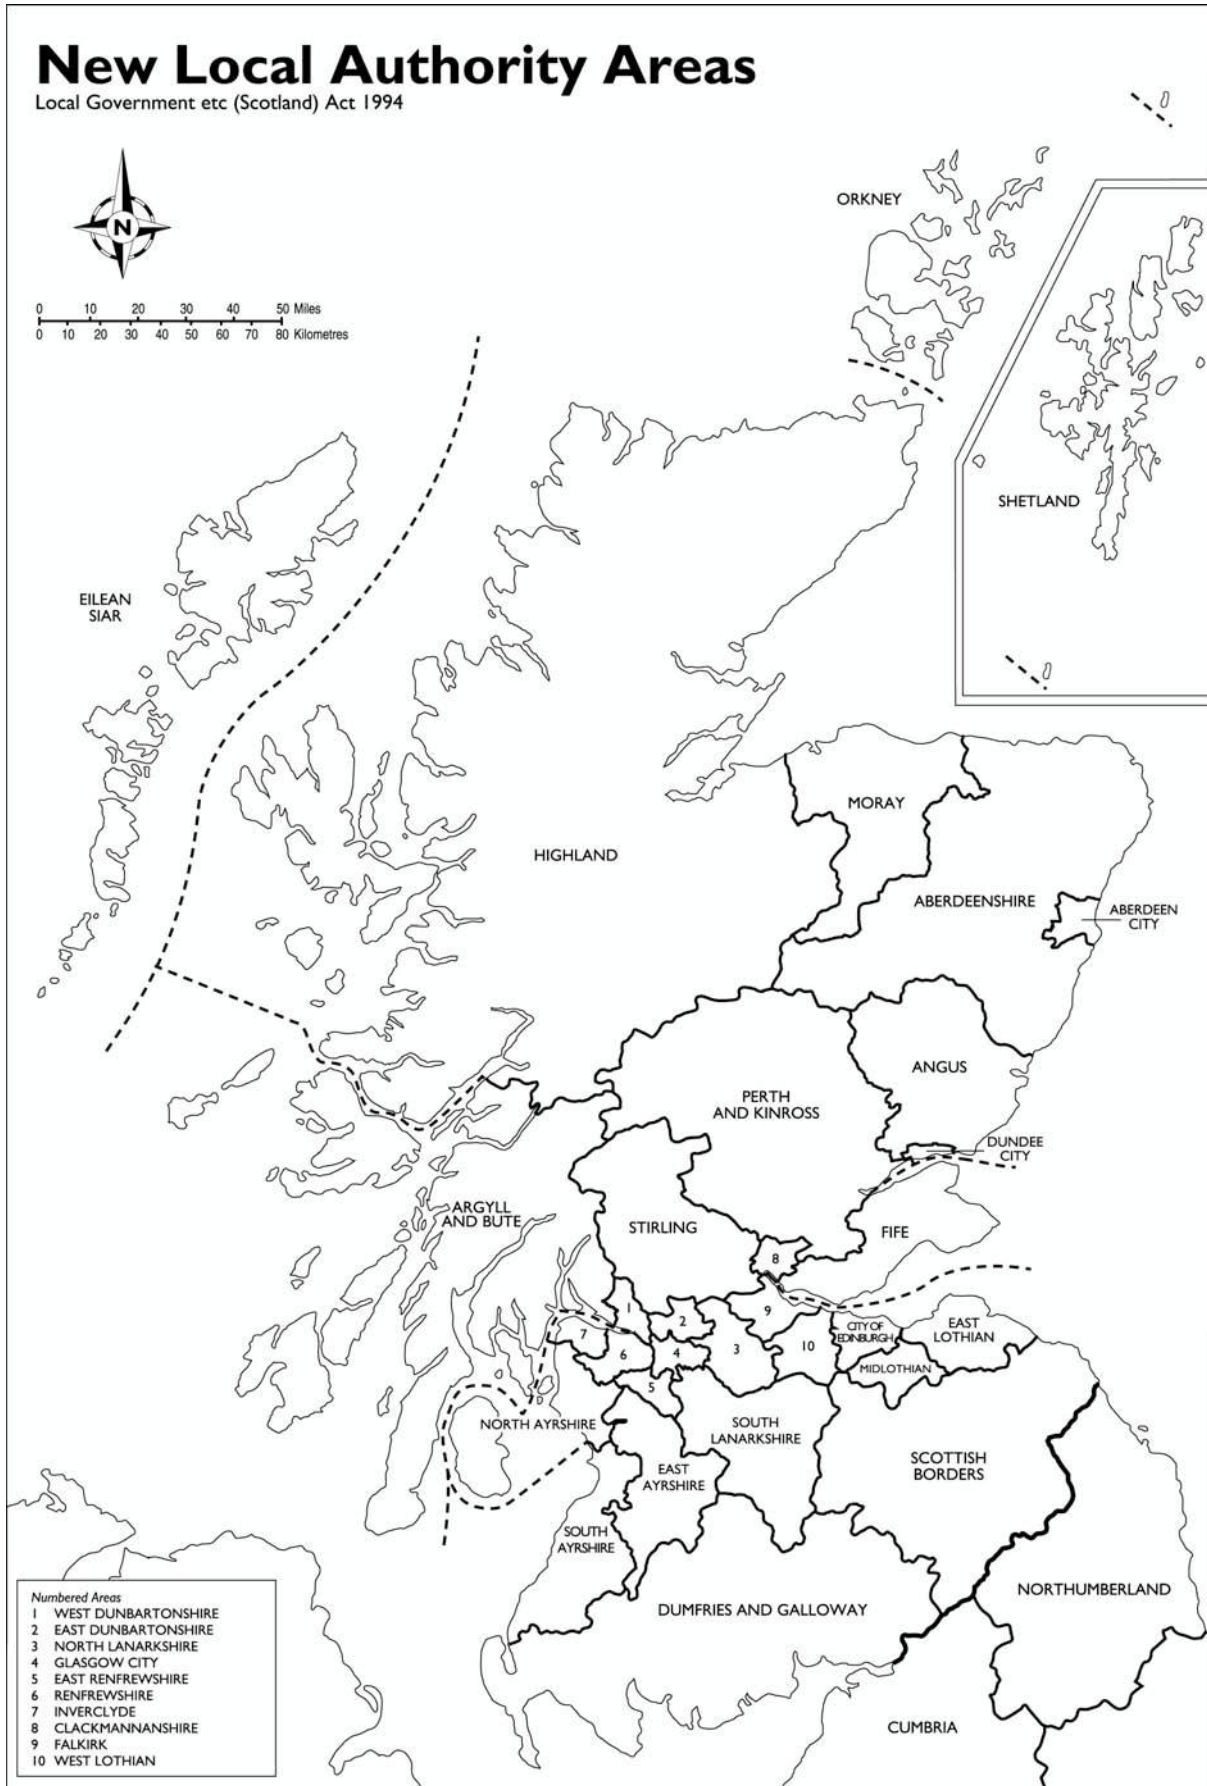 New Local Authority Areas
Local Government etc (Scotland) Act 1994
N
0 10 20 30 40 50 Miles
0 10 20 30 40 50 60 70 80 Kilometres
ORKNEY
SHETLAND
EILEAN
SIAR
MORAY
HIGHLAND
ABERDEENSHIRE
ABERDEEN
CITY
ANGUS
PERTH
AND KINROSS
DUNDEE
CITY
ARGYLL
AND BUTE
STIRLING
FIFE
8
1
2
9
7
6
4
3
10
5
CITY OF
EDINBURGH
EAST
LOTHIAN
MIDLOTHIAN
NORTH AYRSHIRE
SOUTH
LANARKSHIRE
SCOTTISH
BORDERS
EAST
AYRSHIRE
SOUTH
AYRSHIRE
NORTHUMBERLAND
DUMFRIES AND GALLOWAY
CUMBRIA
Numbered Areas
1 WEST DUNBARTONSHIRE
2 EAST DUNBARTONSHIRE
3 NORTH LANARKSHIRE
4 GLASGOW CITY
5 EAST RENFREWSHIRE
6 RENFREWSHIRE
7 INVERCLYDE
8 CLACKMANNANSHIRE
9 FALKIRK
10 WEST LOTHIAN